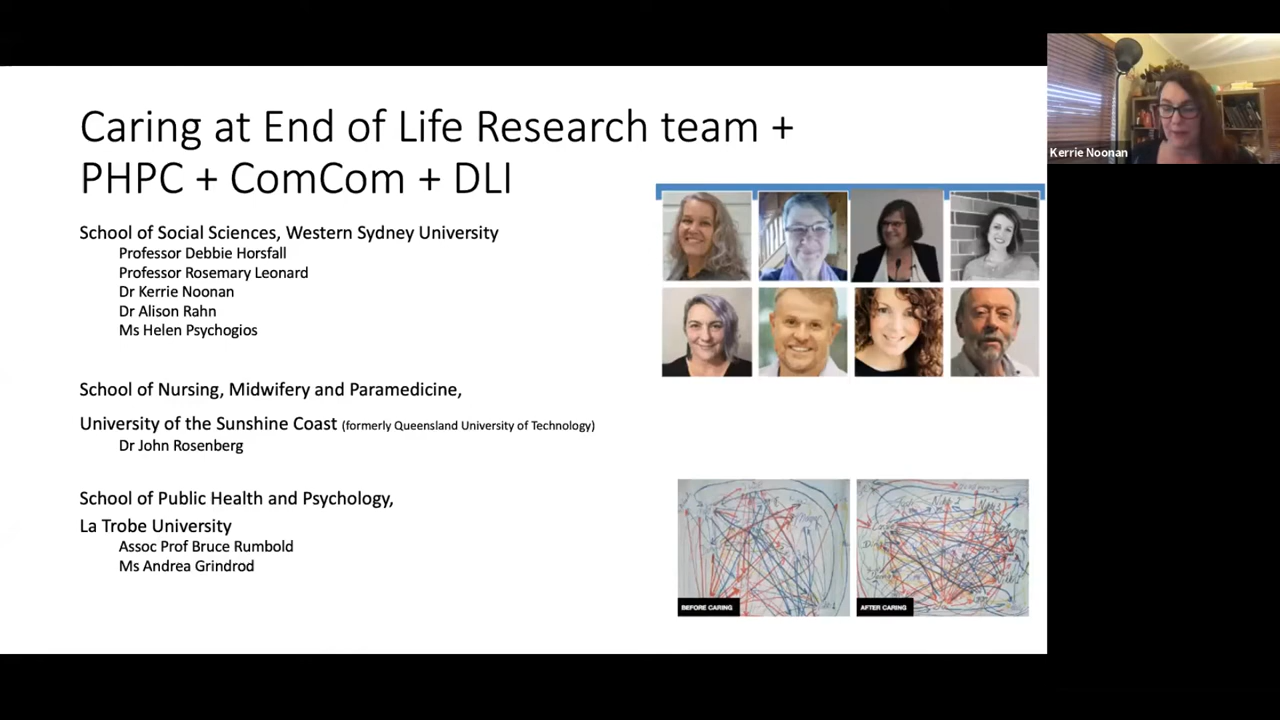 Caring at End of Life Research team +
PHPC + ComCom + DLI
School of Social Sciences, Western Sydney University
Professor Debbie Horsfall
Professor Rosemary Leonard
Dr Kerrie Noonan
Dr Alison Rahn
Ms Helen Psychogios
School of Nursing, Midwifery and Paramedicine,
University of the Sunshine Coast (formerly Queensland University of Technology)
Dr John Rosenberg
School of Public Health and Psychology,
La Trobe University
Assoc Prof Bruce Rumbold
Ms Andrea Grindrod
Kerrie Noonan
BEFORE CARING
AFTER CARING